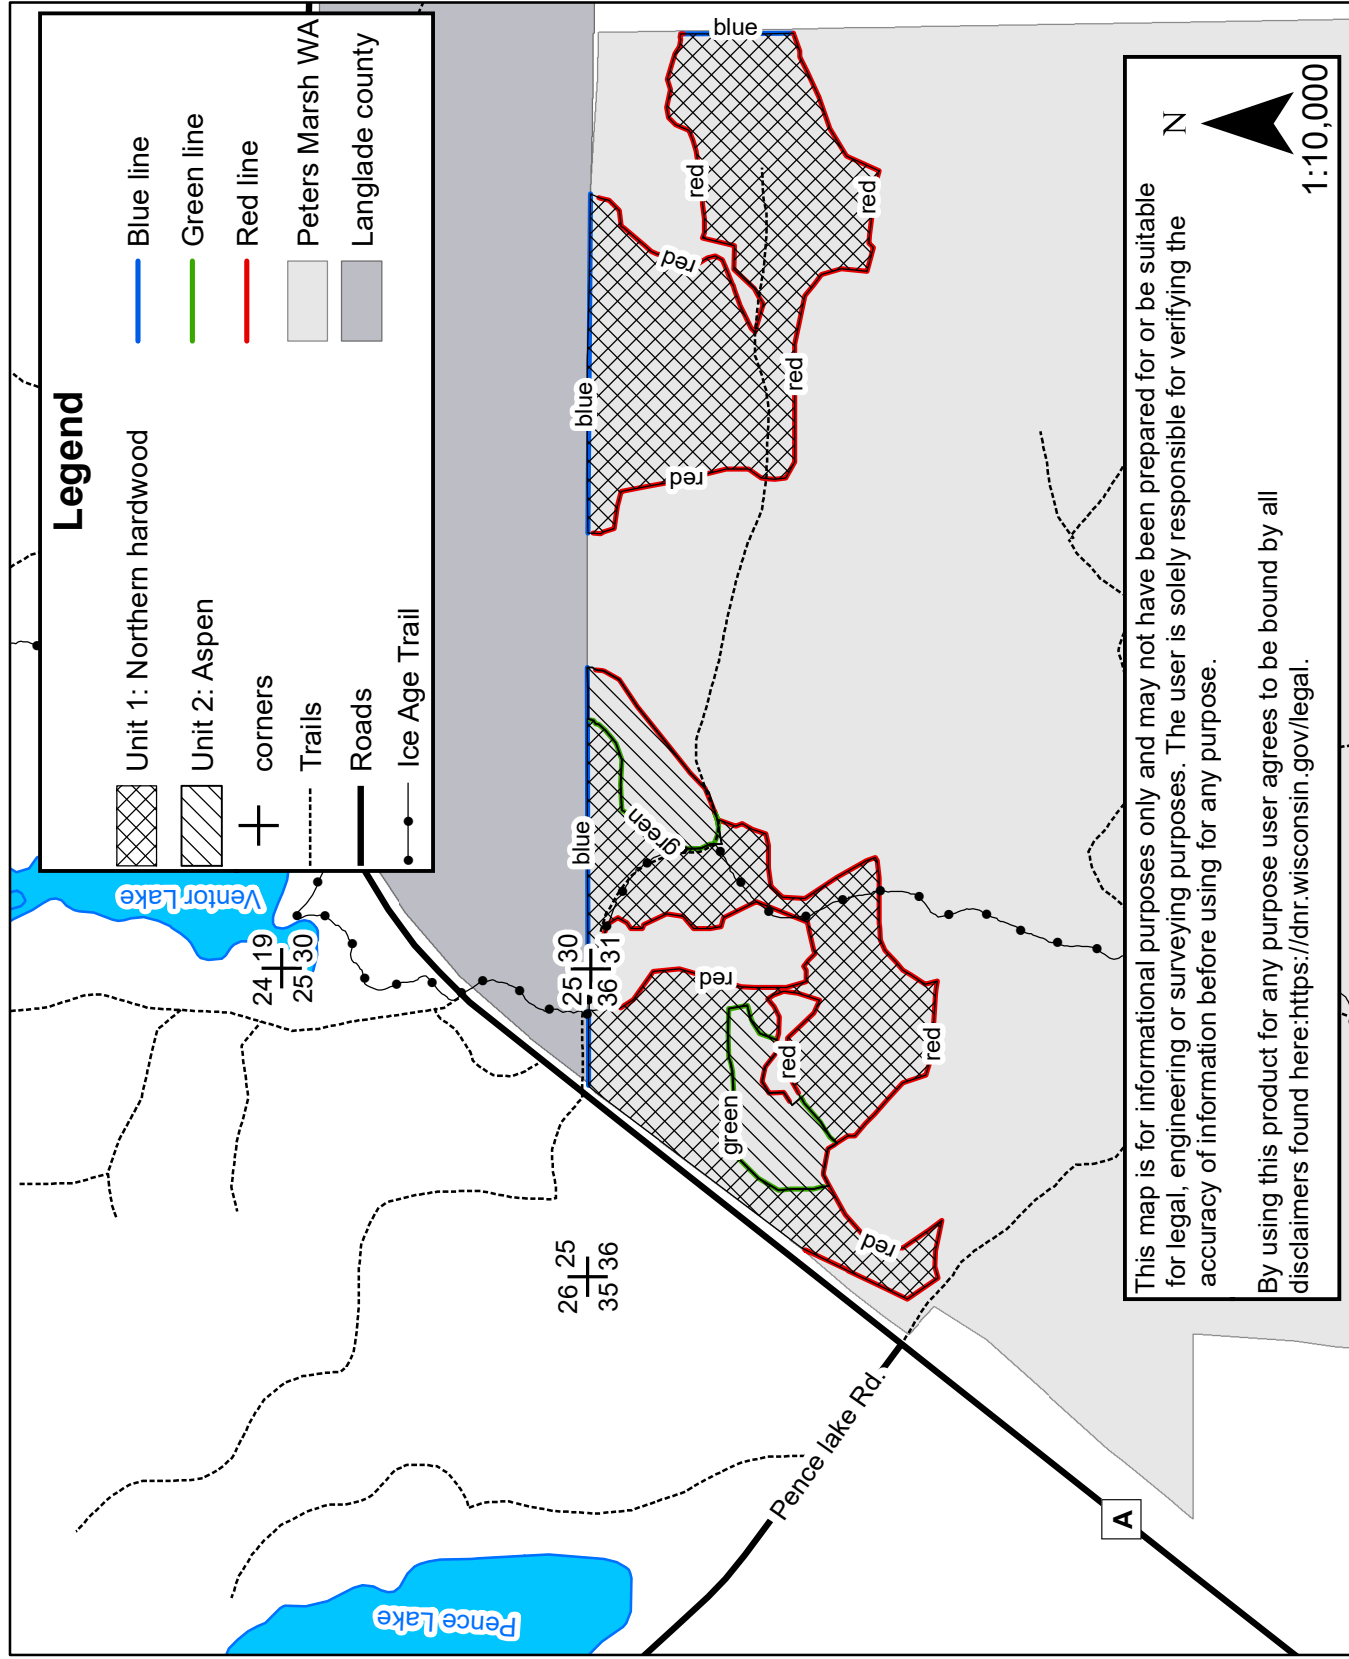 Legend
Unit 1: Northern hardwood
Unit 2: Aspen
corners
Trails
Roads
Ice Age Trail
Blue line
Green line
Red line
Peters Marsh WA
Langlade county
Ventor Lake
24 19
25 30
25 30
36 31
26 25
35 36
blue
blue
blue
green
green
red
red
red
red
red
red
red
red
red
Pence Lake
Pence lake Rd.
A
N
1:10,000
This map is for informational purposes only and may not have been prepared for or be suitable
for legal, engineering or surveying purposes. The user is solely responsible for verifying the
accuracy of information before using for any purpose.
By using this product for any purpose user agrees to be bound by all
disclaimers found here:https://dnr.wisconsin.gov/legal.